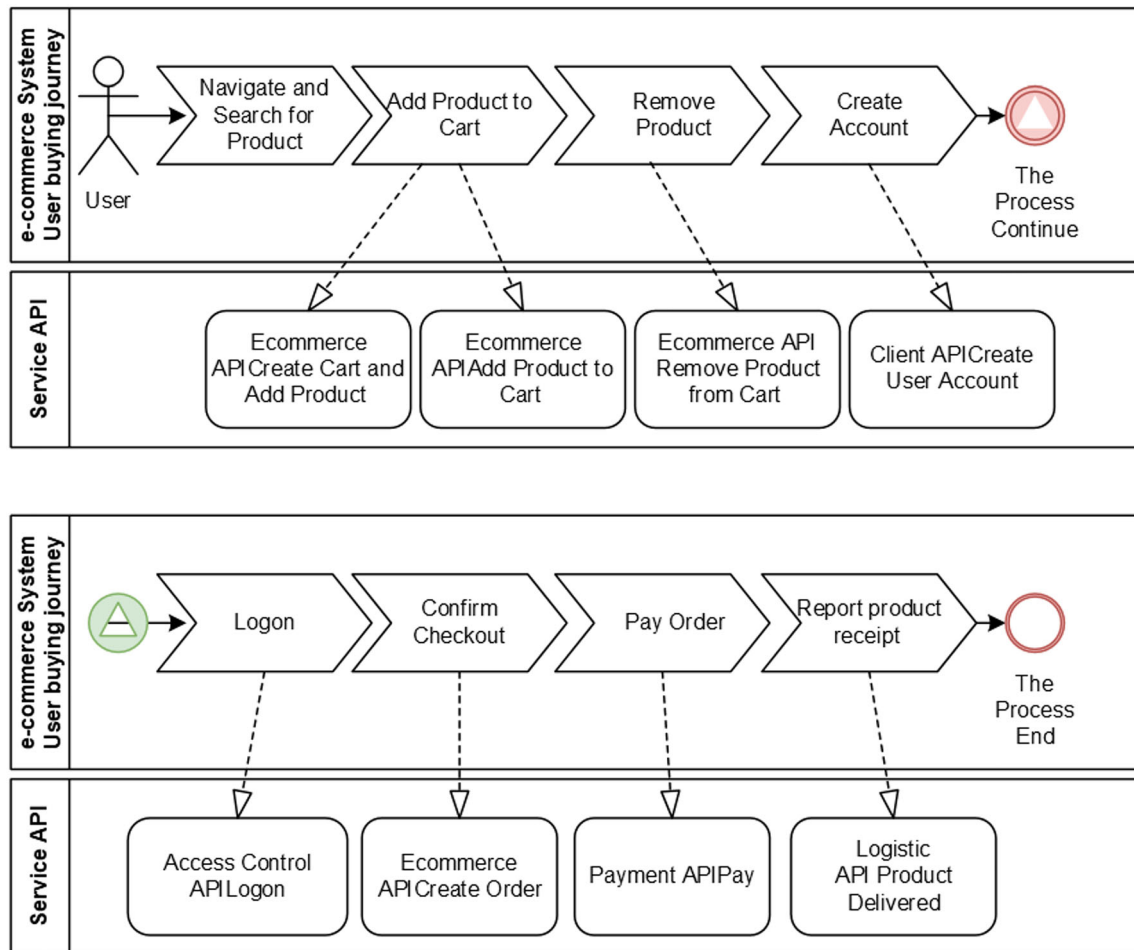 e-commerce System
User buying journey
User
Navigate and
Search for
Product
Add Product to
Cart
Remove
Product
Create
Account
The
Process
Continue
Service API
Ecommerce
APICreate Cart and
Add Product
Ecommerce
APIAdd Product to
Cart
Ecommerce API
Remove Product
from Cart
Client APICreate
User Account
e-commerce System
User buying journey
Logon
Confirm
Checkout
Pay Order
Report product
receipt
The
Process
End
Service API
Access Control
APILogon
Ecommerce
APICreate Order
Payment APIPay
Logistic
API Product
Delivered